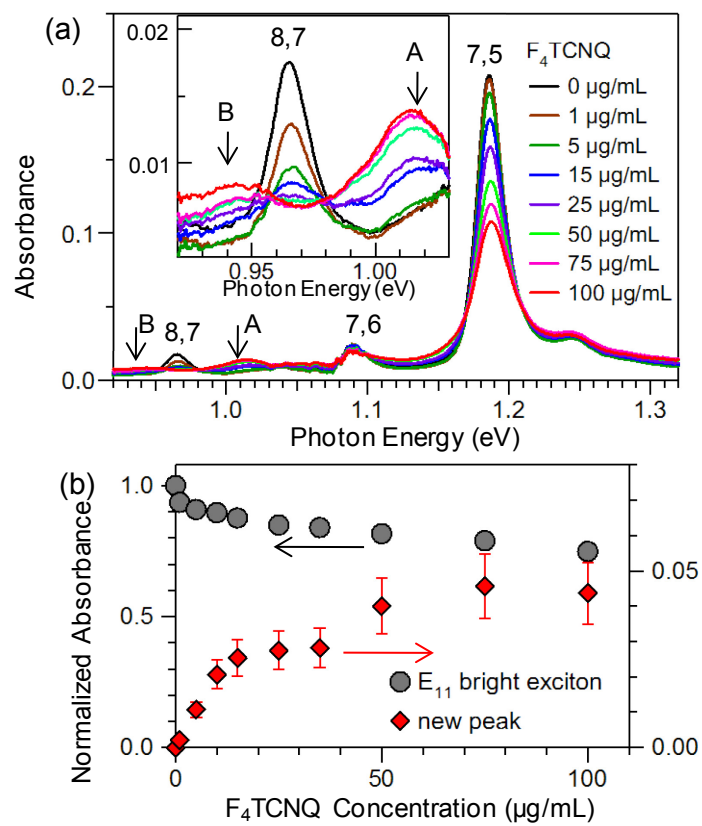 (a)
0.02
8,7
A
B
0.01
0.95
1.00
Photon Energy (eV)
7,5
F4TCNQ
0 µg/mL
1 µg/mL
5 µg/mL
15 µg/mL
25 µg/mL
50 µg/mL
75 µg/mL
100 µg/mL
0.2
0.1
0.0
Absorbance
B
8,7
A
7,6
1.0
1.1
1.2
1.3
Photon Energy (eV)
(b)
1.0
0.5
0.0
Normalized Absorbance
0.05
0.00
E11 bright exciton
new peak
0
50
100
F4TCNQ Concentration (µg/mL)